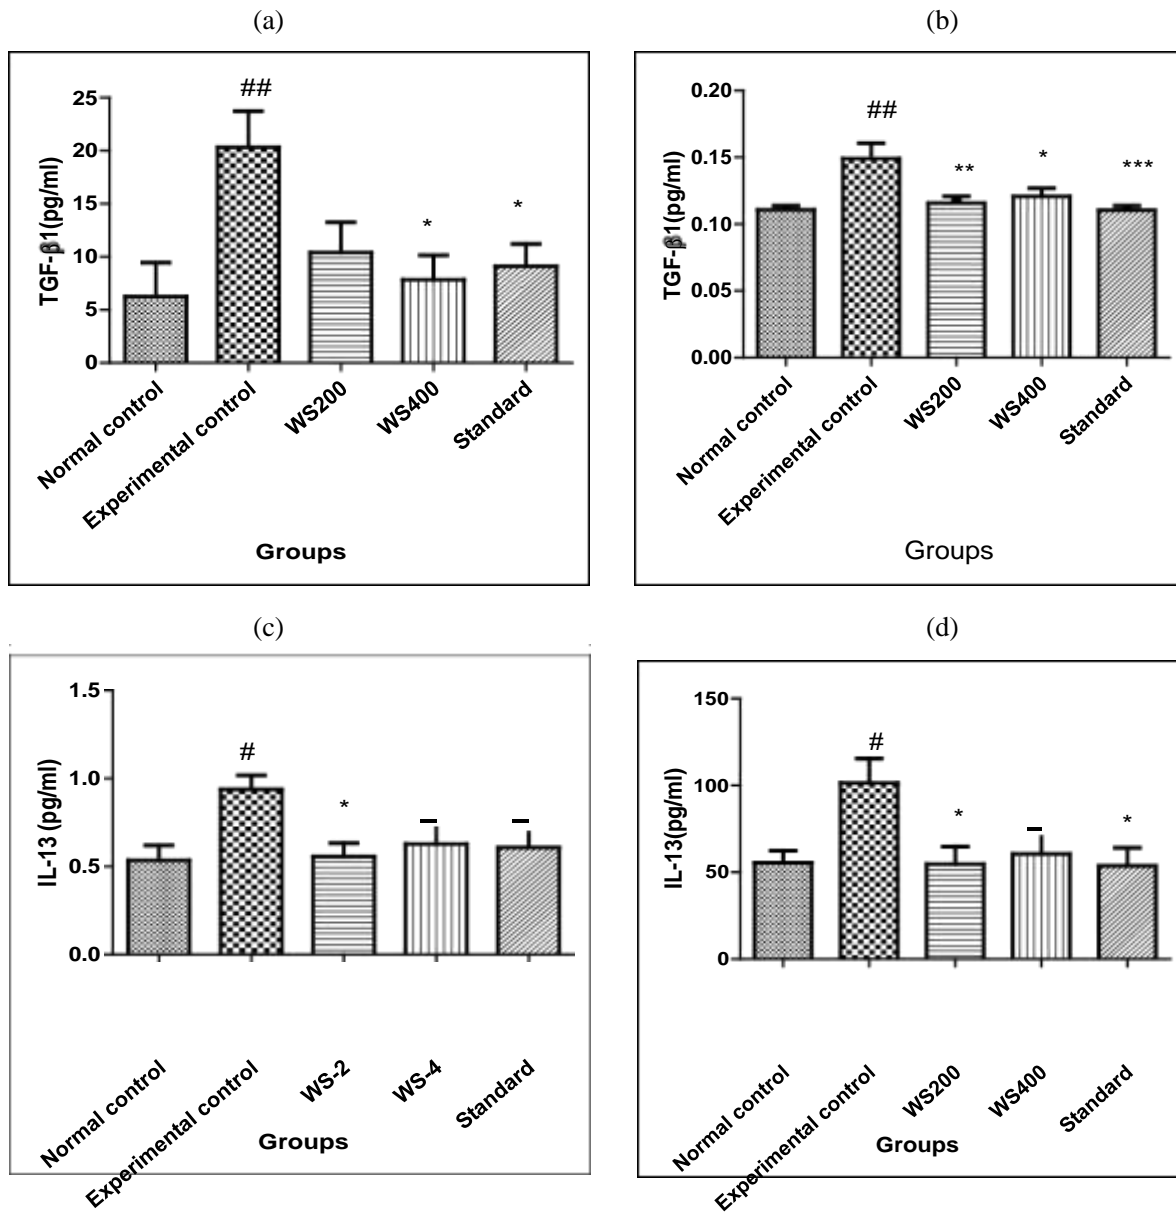 (a)
##
25
20
15
10
5
0
TGF-β1(pg/ml)
*
*
Normal control
Experimental control
WS200
WS400
Standard
Groups
(b)
##
0.20
0.15
0.10
0.05
0.00
TGF-β1(pg/ml)
**
*
***
Normal control
Experimental control
WS200
WS400
Standard
Groups
(c)
#
1.5
1.0
0.5
0.0
IL-13 (pg/ml)
*
Normal control
Experimental control
WS-2
WS-4
Standard
Groups
(d)
#
150
100
50
0
IL-13(pg/ml)
*
*
Normal control
Experimental control
WS200
WS400
Standard
Groups